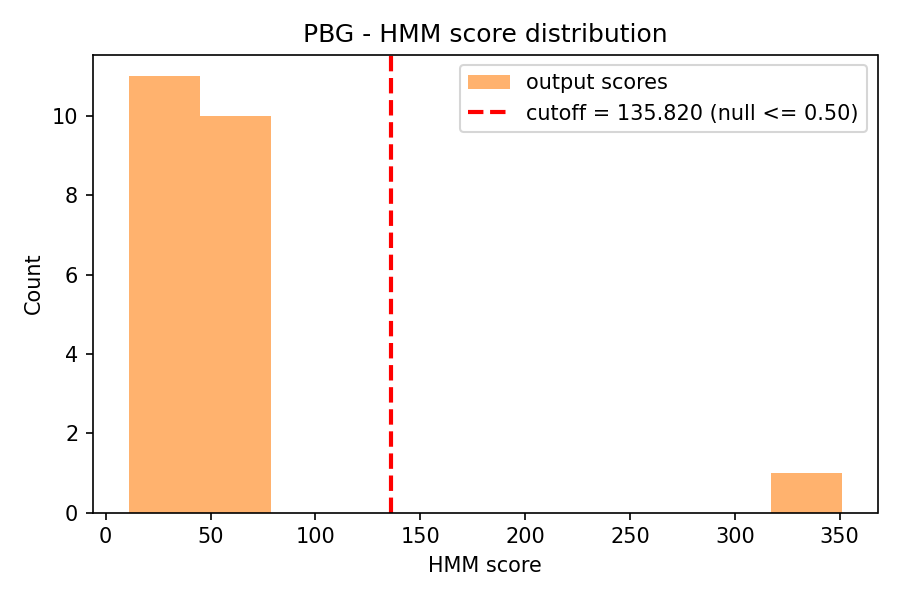 PBG - HMM score distribution
output scores
cutoff = 135.820 (null <= 0.50)
Count
10
8
6
4
2
0
0 50 100 150 200 250 300 350
HMM score